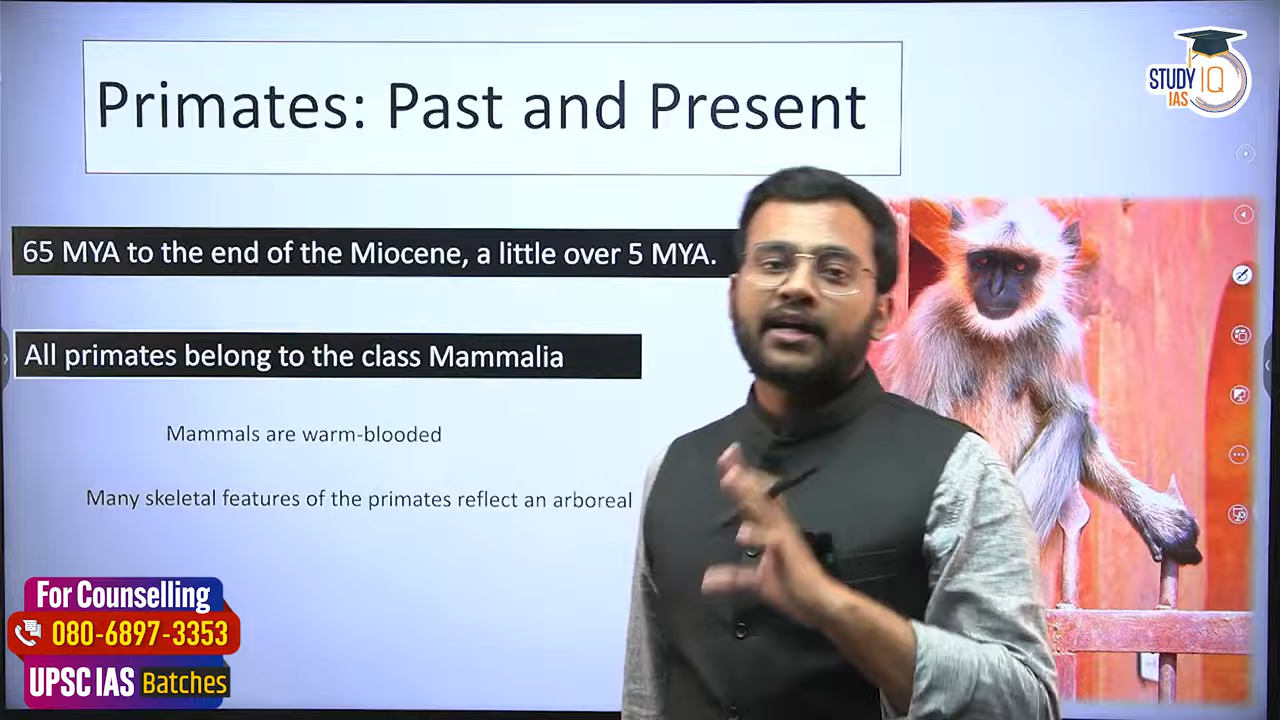 Primates: Past and Present
STUDY IQ
IAS
65 MYA to the end of the Miocene, a little over 5 MYA.
All primates belong to the class Mammalia
Mammals are warm-blooded
Many skeletal features of the primates reflect an arboreal
For Counselling
080-6897-3353
UPSC IAS Batches